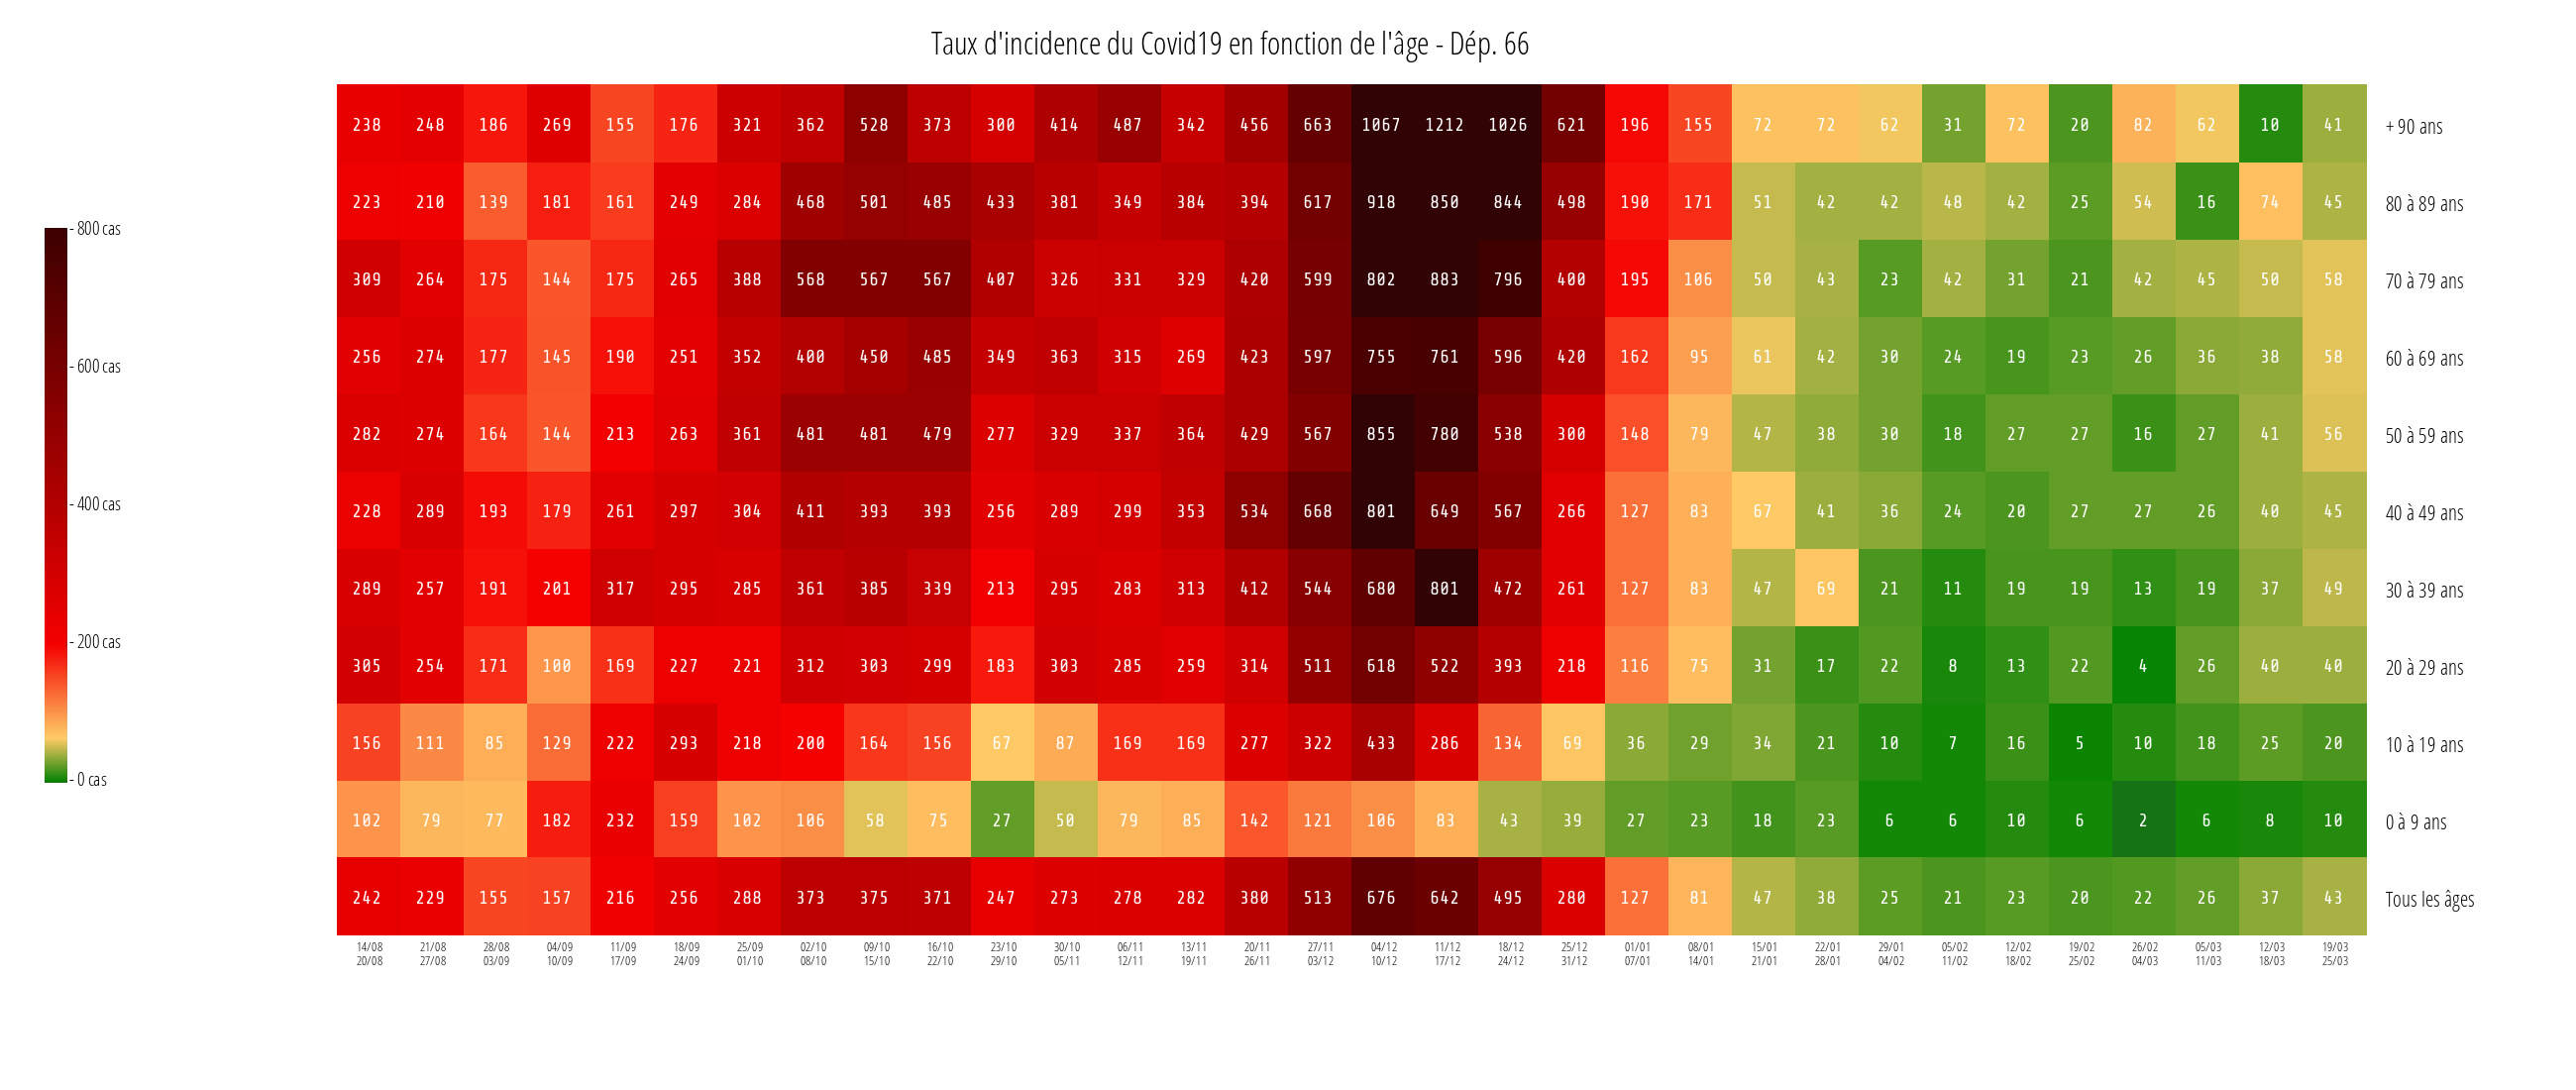 Taux d'incidence du Covid19 en fonction de l'âge - Dép. 66
238 248 186 269 155 176 321 362 528 373 300 414 487 342 456 663 1067 1212 1026 621 196 155 72 72 62 31 72 20 82 62 10 41 + 90 ans
223 210 139 181 161 249 284 468 501 485 433 381 349 384 394 617 918 850 844 498 190 171 51 42 42 48 42 25 54 16 74 45 80 à 89 ans
309 264 175 144 175 265 388 568 567 567 407 326 331 329 420 599 802 883 796 400 195 106 50 43 23 42 31 21 42 45 50 58 70 à 79 ans
256 274 177 145 190 251 352 400 450 485 349 363 315 269 423 597 755 761 596 420 162 95 61 42 30 24 19 23 26 36 38 58 60 à 69 ans
282 274 164 144 213 263 361 481 481 479 277 329 337 364 429 567 855 780 538 300 148 79 47 38 30 18 27 27 16 27 41 56 50 à 59 ans
228 289 193 179 261 297 304 411 393 393 256 289 299 353 534 668 801 649 567 266 127 83 67 41 36 24 20 27 27 26 40 45 40 à 49 ans
289 257 191 201 317 295 285 361 385 339 213 295 283 313 412 544 680 801 472 261 127 83 47 69 21 11 19 19 13 19 37 49 30 à 39 ans
305 254 171 100 169 227 221 312 303 299 183 303 285 259 314 511 618 522 393 218 116 75 31 17 22 8 13 22 4 26 40 40 20 à 29 ans
156 111 85 129 222 293 218 200 164 156 67 87 169 169 277 322 433 286 134 69 36 29 34 21 10 7 16 5 10 18 25 20 10 à 19 ans
102 79 77 182 232 159 102 106 58 75 27 50 79 85 142 121 106 83 43 39 27 23 18 23 6 6 10 6 2 6 8 10 0 à 9 ans
242 229 155 157 216 256 288 373 375 371 247 273 278 282 380 513 676 642 495 280 127 81 47 38 25 21 23 20 22 26 37 43 Tous les âges
14/08 21/08 28/08 04/09 11/09 18/09 25/09 02/10 09/10 16/10 23/10 30/10 06/11 13/11 20/11 27/11 04/12 11/12 18/12 25/12 01/01 08/01 15/01 22/01 29/01 05/02 12/02 19/02 26/02 05/03 12/03 19/03
20/08 27/08 03/09 10/09 17/09 24/09 01/10 08/10 15/10 22/10 29/10 05/11 12/11 19/11 26/11 03/12 10/12 17/12 24/12 31/12 07/01 14/01 21/01 28/01 04/02 11/02 18/02 25/02 04/03 11/03 18/03 25/03
- 800 cas
- 600 cas
- 400 cas
- 200 cas
- 0 cas